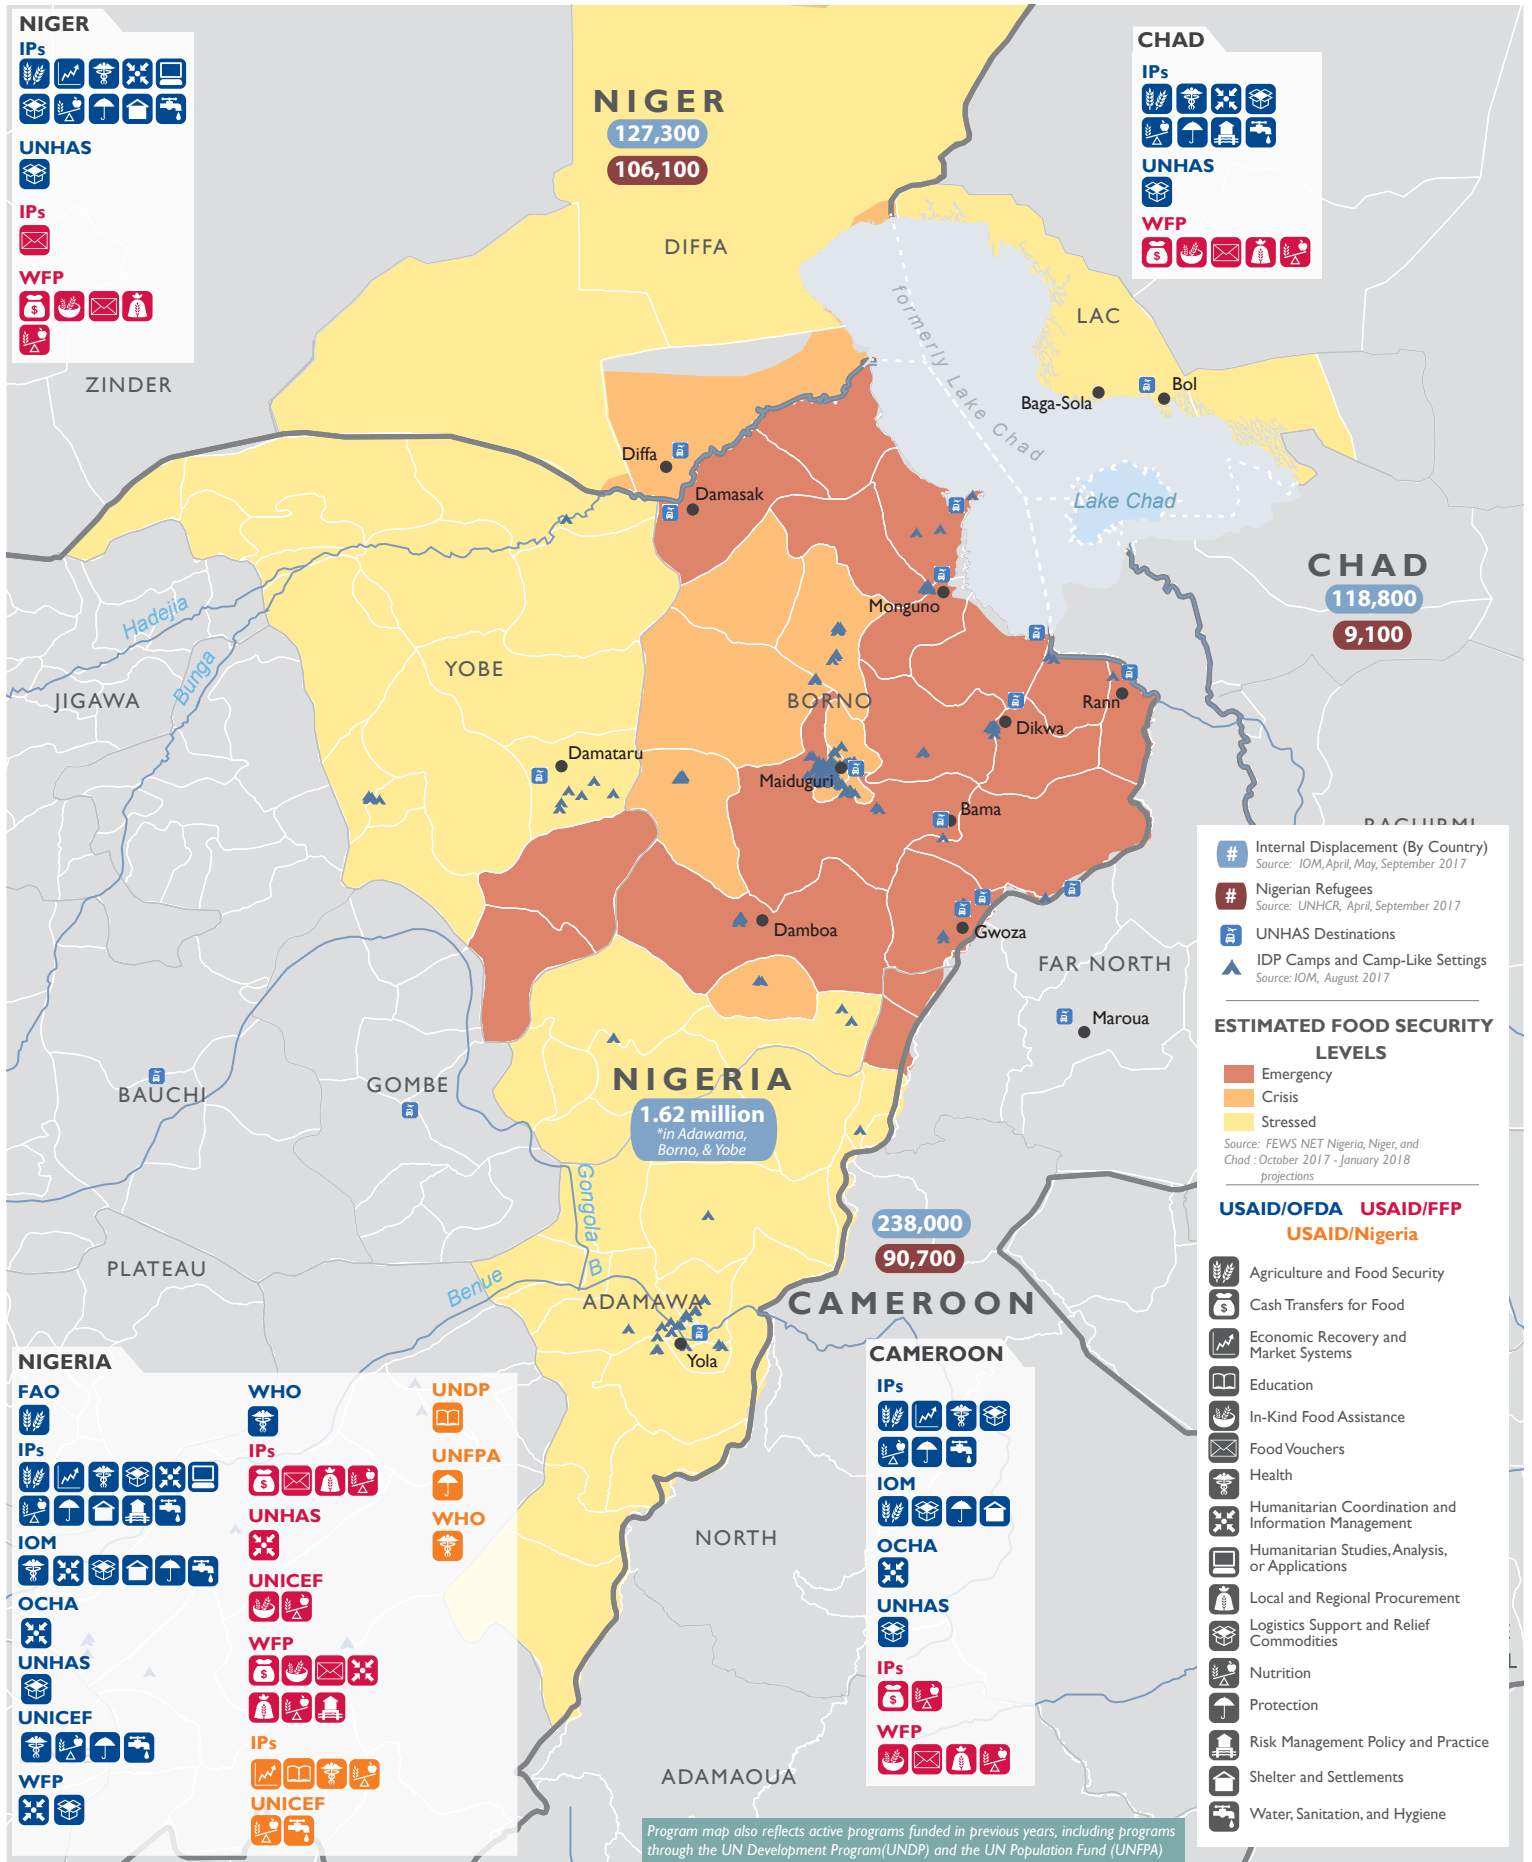 NIGER
IPs
UNHAS
IPs
WFP
$
CHAD
IPs
UNHAS
WFP
$
NIGER
127,300
106,100
DIFFA
ZINDER
LAC
formerly Lake Chad
Baga-Sola
Bol
Diffa
Damasak
Lake Chad
CHAD
118,800
9,100
Monguno
Hadejia
Bunga
JIGAWA
YOBE
BORNO
Rann
Dikwa
Damataru
Maiduguri
Bama
Damboa
Gwoza
FAR NORTH
Maroua
BAUCHI
GOMBE
NIGERIA
1.62 million
*in Adawama,
Borno, & Yobe
Gongola
B
Benue
PLATEAU
238,000
90,700
CAMEROON
ADAMAWA
Yola
NORTH
ADAMAOUA
BAGUIRMI
# Internal Displacement (By Country)
Source: IOM, April, May, September 2017
# Nigerian Refugees
Source: UNHCR, April, September 2017
UNHAS Destinations
IDP Camps and Camp-Like Settings
Source: IOM, August 2017
ESTIMATED FOOD SECURITY
LEVELS
Emergency
Crisis
Stressed
Source: FEWS NET Nigeria, Niger, and
Chad : October 2017 - January 2018
projections
USAID/OFDA USAID/FFP
USAID/Nigeria
Agriculture and Food Security
$ Cash Transfers for Food
Economic Recovery and
Market Systems
Education
In-Kind Food Assistance
Food Vouchers
Health
Humanitarian Coordination and
Information Management
Humanitarian Studies, Analysis,
or Applications
Local and Regional Procurement
Logistics Support and Relief
Commodities
Nutrition
Protection
Risk Management Policy and Practice
Shelter and Settlements
Water, Sanitation, and Hygiene
NIGERIA
FAO
IPs
IOM
OCHA
UNHAS
UNICEF
WFP
WHO
IPs
$
UNHAS
UNICEF
WFP
$
IPs
UNICEF
UNDP
UNFPA
WHO
CAMEROON
IPs
IOM
OCHA
UNHAS
IPs
$
WFP
Program map also reflects active programs funded in previous years, including programs
through the UN Development Program(UNDP) and the UN Population Fund (UNFPA)